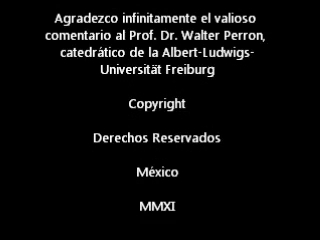 Agradezco infinitamente el valioso
comentario al Prof. Dr. Walter Perron,
catedrático de la Albert-Ludwigs-
Universität Freiburg
Copyright
Derechos Reservados
México
MMXI